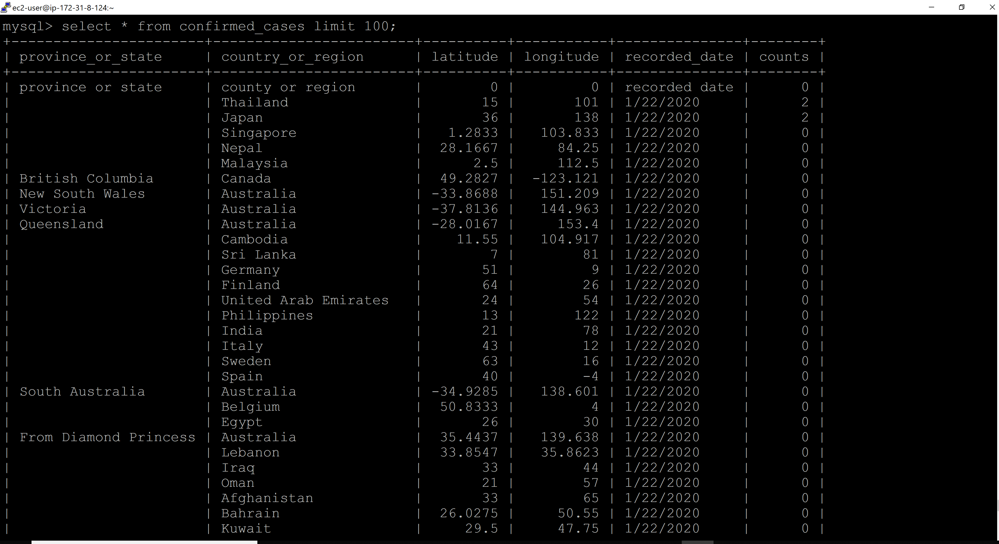 ec2-user@ip-172-31-8-124:~
mysql> select * from confirmed_cases limit 100;
+-----------------------+------------------------+----------+-----------+---------------+--------+
| province_or_state     | country_or_region      | latitude | longitude | recorded_date | counts |
+-----------------------+------------------------+----------+-----------+---------------+--------+
| province or state     | county or region       |        0 |         0 | recorded date |      0 |
|                       | Thailand               |       15 |       101 | 1/22/2020     |      2 |
|                       | Japan                  |       36 |       138 | 1/22/2020     |      2 |
|                       | Singapore              |   1.2833 |   103.833 | 1/22/2020     |      0 |
|                       | Nepal                  |  28.1667 |     84.25 | 1/22/2020     |      0 |
|                       | Malaysia               |      2.5 |     112.5 | 1/22/2020     |      0 |
| British Columbia      | Canada                 |  49.2827 |  -123.121 | 1/22/2020     |      0 |
| New South Wales       | Australia              | -33.8688 |   151.209 | 1/22/2020     |      0 |
| Victoria              | Australia              | -37.8136 |   144.963 | 1/22/2020     |      0 |
| Queensland            | Australia              | -28.0167 |     153.4 | 1/22/2020     |      0 |
|                       | Cambodia               |    11.55 |   104.917 | 1/22/2020     |      0 |
|                       | Sri Lanka              |        7 |        81 | 1/22/2020     |      0 |
|                       | Germany                |       51 |         9 | 1/22/2020     |      0 |
|                       | Finland                |       64 |        26 | 1/22/2020     |      0 |
|                       | United Arab Emirates   |       24 |        54 | 1/22/2020     |      0 |
|                       | Philippines            |       13 |       122 | 1/22/2020     |      0 |
|                       | India                  |       21 |        78 | 1/22/2020     |      0 |
|                       | Italy                  |       43 |        12 | 1/22/2020     |      0 |
|                       | Sweden                 |       63 |        16 | 1/22/2020     |      0 |
|                       | Spain                  |       40 |        -4 | 1/22/2020     |      0 |
| South Australia       | Australia              | -34.9285 |   138.601 | 1/22/2020     |      0 |
|                       | Belgium                |  50.8333 |         4 | 1/22/2020     |      0 |
|                       | Egypt                  |       26 |        30 | 1/22/2020     |      0 |
| From Diamond Princess | Australia              |  35.4437 |   139.638 | 1/22/2020     |      0 |
|                       | Lebanon                |  33.8547 |   35.8623 | 1/22/2020     |      0 |
|                       | Iraq                   |       33 |        44 | 1/22/2020     |      0 |
|                       | Oman                   |       21 |        57 | 1/22/2020     |      0 |
|                       | Afghanistan            |       33 |        65 | 1/22/2020     |      0 |
|                       | Bahrain                |  26.0275 |     50.55 | 1/22/2020     |      0 |
|                       | Kuwait                 |     29.5 |     47.75 | 1/22/2020     |      0 |